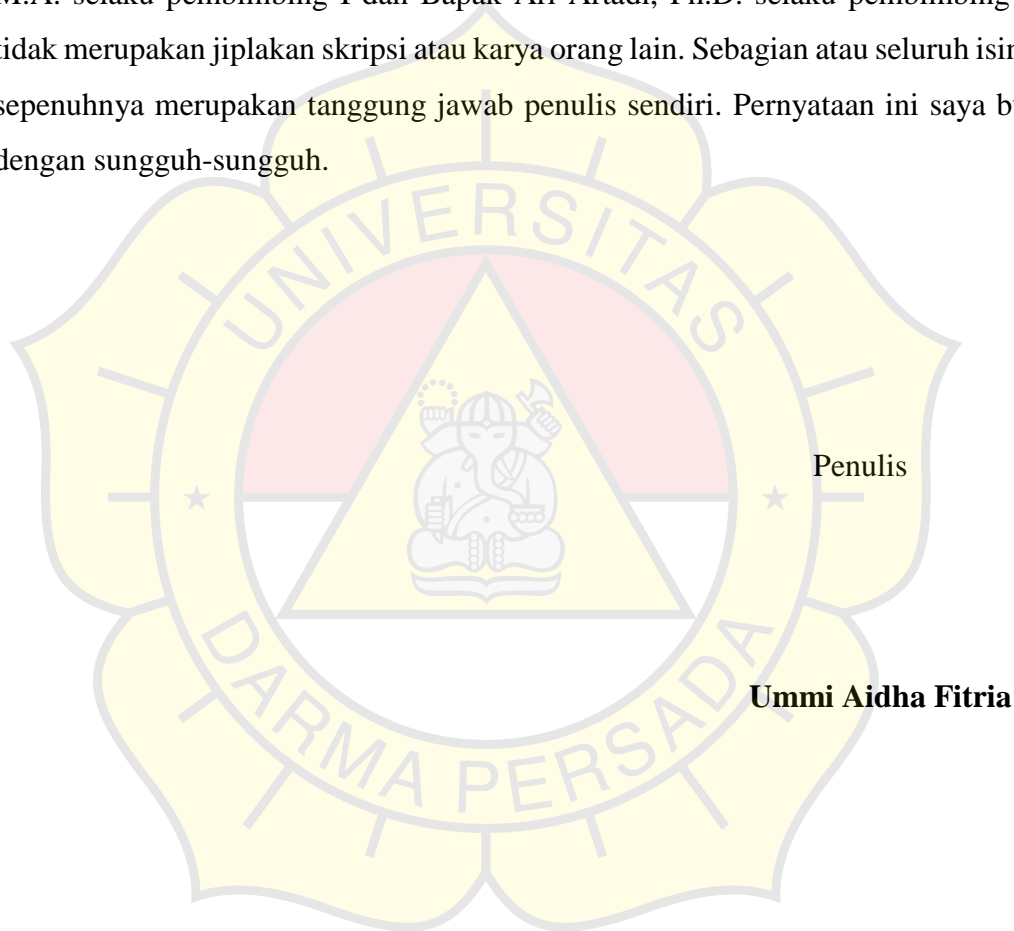 M.A. selaku pembimbing I dan Bapak Ari Artadi, Ph.D. selaku pembimbing
tidak merupakan jiplakan skripsi atau karya orang lain. Sebagian atau seluruh isin
sepenuhnya merupakan tanggung jawab penulis sendiri. Pernyataan ini saya b
dengan sungguh-sungguh.
UNIVERSITAS
Penulis
Ummi Aidha Fitria
DARMA PERSADA